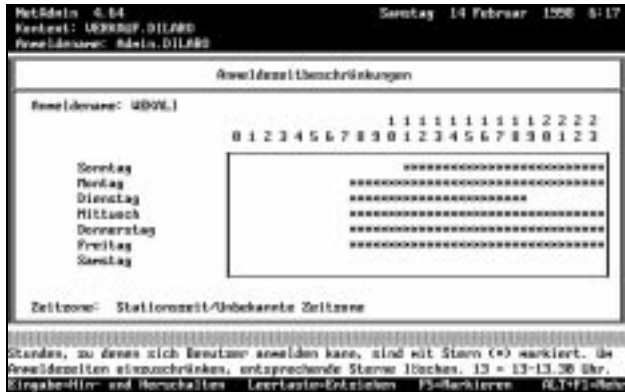 NetAdmin 4.64 Samstag 14 Februar 1998 6:17
Kontext: VERKAUF.DILARO
Anmeldename: Admin.DILARO
Anmeldezeitbeschränkungen
Anmeldename:
1 1 1 1 1 1 1 1 1 1 2 2 2 2
0 1 2 3 4 5 6 7 8 9 0 1 2 3 4 5 6 7 8 9 0 1 2 3
Sonntag
Montag
Dienstag
Mittwoch
Donnerstag
Freitag
Samstag
Zeitzone: Stationszeit/Unbekannte Zeitzone
Stunden, zu denen sich Benutzer anmelden kann, sind mit Stern (*) markiert. Um
Anmeldezeiten einzuschränken, entsprechende Sterne löschen. 13 = 13-13.30 Uhr.
Eingabe=Hin- und Herschalten Leertaste=Entziehen F5=Markieren ALT+F1=Mehr